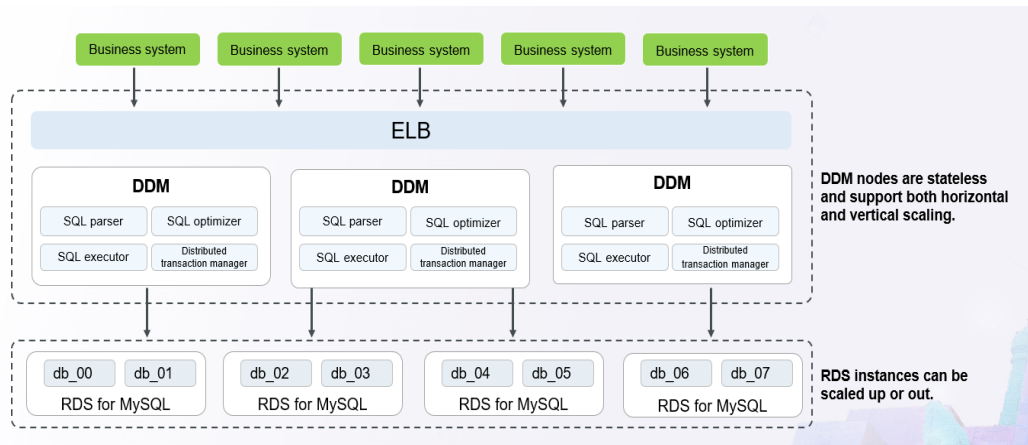 Business system
Business system
Business system
Business system
Business system
ELB
DDM
SQL parser
SQL optimizer
SQL executor
Distributed
transaction manager
DDM
SQL parser
SQL optimizer
SQL executor
Distributed
transaction manager
DDM
SQL parser
SQL optimizer
SQL executor
Distributed
transaction manager
DDM nodes are stateless
and support both horizontal
and vertical scaling.
db_00
db_01
RDS for MySQL
db_02
db_03
RDS for MySQL
db_04
db_05
RDS for MySQL
db_06
db_07
RDS for MySQL
RDS instances can be
scaled up or out.